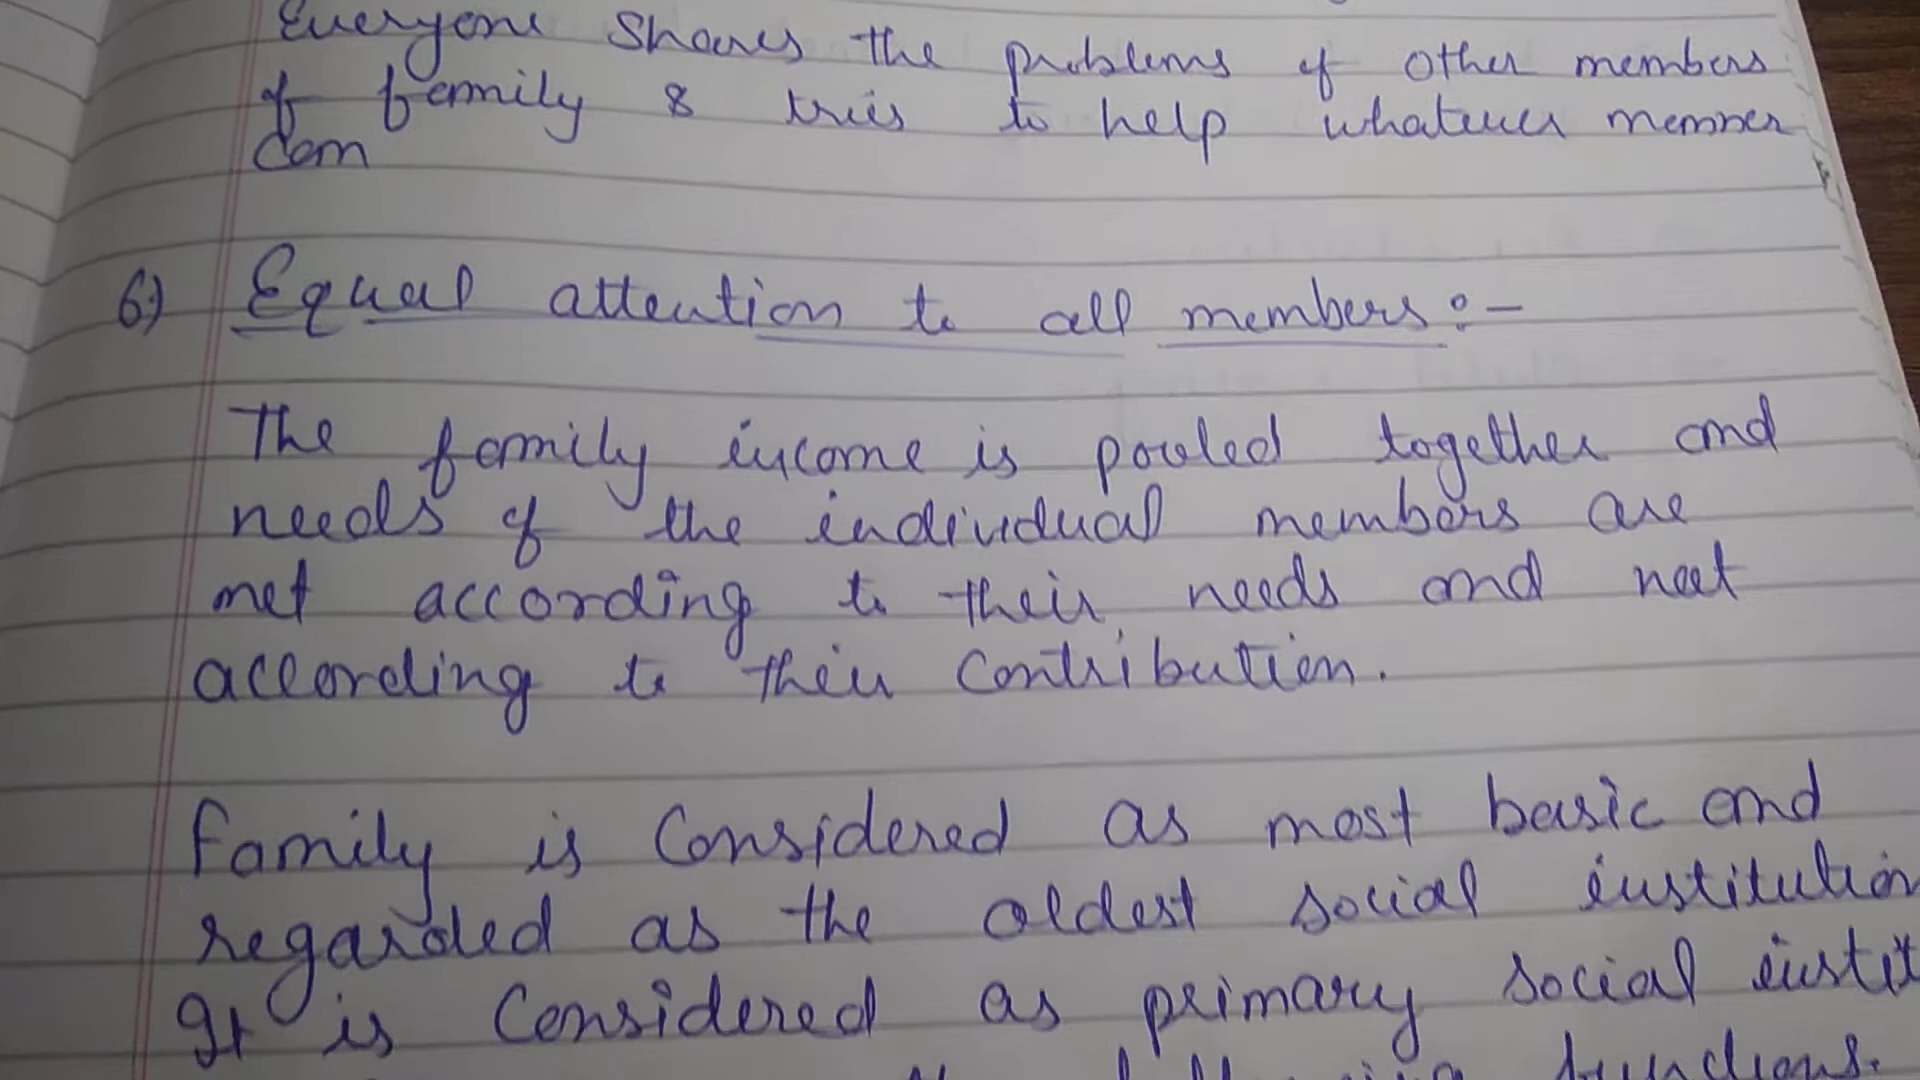 Everyone shares the problems of other members
of family & tries to help whatever manner
can
6) Equal attention to all members:-
The family income is pooled together and
needs of the individual members are
met according to their needs and not
according to their contribution.
Family is considered as most basic and
regarded as the oldest social institution
It is considered as primary social instit
functions.